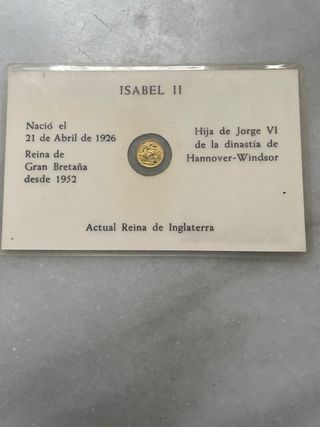 ISABEL II
Nació el
21 de Abril de 1926
Reina de
Gran Bretaña
desde 1952
Hija de Jorge VI
de la dinastía de
Hannover-Windsor
Actual Reina de Inglaterra